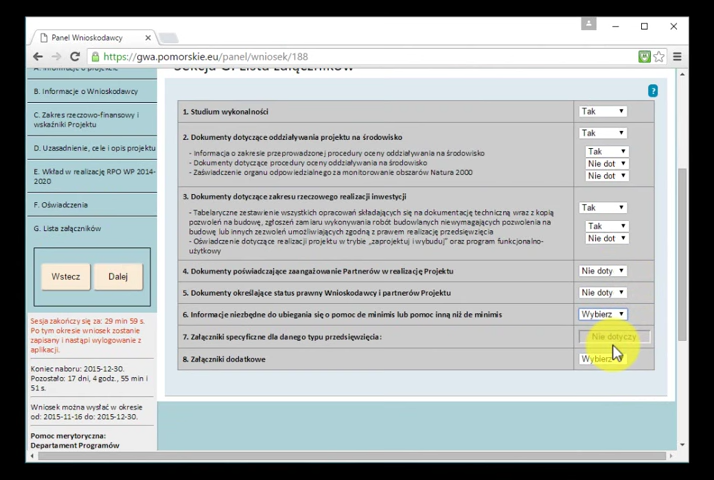 Panel Wnioskodawcy
https://gwa.pomorskie.eu/panel/wniosek/188
B. Informacje o Wnioskodawcy
C. Zakres rzeczowo-finansowy i
wskaźniki Projektu
D. Uzasadnienie, cele i opis projektu
E. Wkład w realizację RPO WP 2014-
2020
F. Oświadczenia
G. Lista załączników
Wstecz
Dalej
Sesja zakończy się za: 29 min 59 s.
Po tym okresie wniosek zostanie
zapisany i nastąpi wylogowanie z
aplikacji.
Koniec naboru: 2015-12-30.
Pozostało: 17 dni, 4 godz., 55 min i
51 s.
Wniosek można wysłać w okresie
od: 2015-11-16 do: 2015-12-30.
Pomoc merytoryczna:
Departament Programów
?
1. Studium wykonalności
Tak
2. Dokumenty dotyczące oddziaływania projektu na środowisko
Tak
- Informacja o zakresie przeprowadzonej procedury oceny oddziaływania na środowisko
Tak
- Dokumenty dotyczące procedury oceny oddziaływania na środowisko
Nie dot
- Zaświadczenie organu odpowiedzialnego za monitorowanie obszarów Natura 2000
Nie dot
3. Dokumenty dotyczące zakresu rzeczowego realizacji inwestycji
Tak
- Tabelaryczne zestawienie wszystkich opracowań składających się na dokumentację techniczną wraz z kopią
pozwoleń na budowę, zgłoszeń zamiaru wykonywania robót budowlanych niewymagających pozwolenia na
budowę lub innych zezwoleń umożliwiających zgodną z prawem realizację przedsięwzięcia
Tak
- Oświadczenie dotyczące realizacji projektu w trybie „zaprojektuj i wybuduj” oraz program funkcjonalno-
użytkowy
Nie dot
4. Dokumenty poświadczające zaangażowanie Partnerów w realizację Projektu
Nie doty
5. Dokumenty określające status prawny Wnioskodawcy i partnerów Projektu
Nie doty
6. Informacje niezbędne do ubiegania się o pomoc de minimis lub pomoc inną niż de minimis
Wybierz
7. Załączniki specyficzne dla danego typu przedsięwzięcia:
Nie dotyczy
8. Załączniki dodatkowe
Wybierz